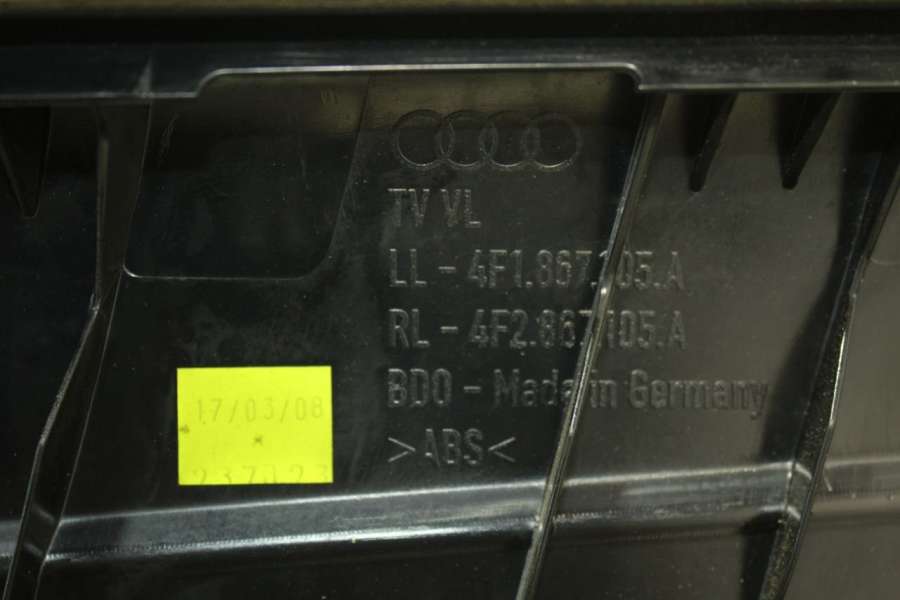 TV VL
LL - 4F1.867.105.A
RL - 4F2.867.105.A
BDO - Made in Germany
>ABS<
17/03/08
*